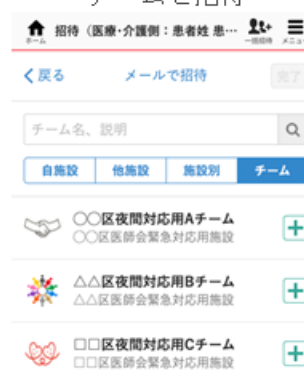 チームを招待
招待（医療・介護側：患者姓 患…
ホーム
一括招待
メニュー
戻る
メールで招待
完了
チーム名、説明
自施設
他施設
施設別
チーム
〇〇区夜間対応用Aチーム
〇〇区医師会緊急対応用施設
△△区夜間対応用Bチーム
△△区医師会緊急対応用施設
□□区夜間対応用Cチーム
□□区医師会緊急対応用施設